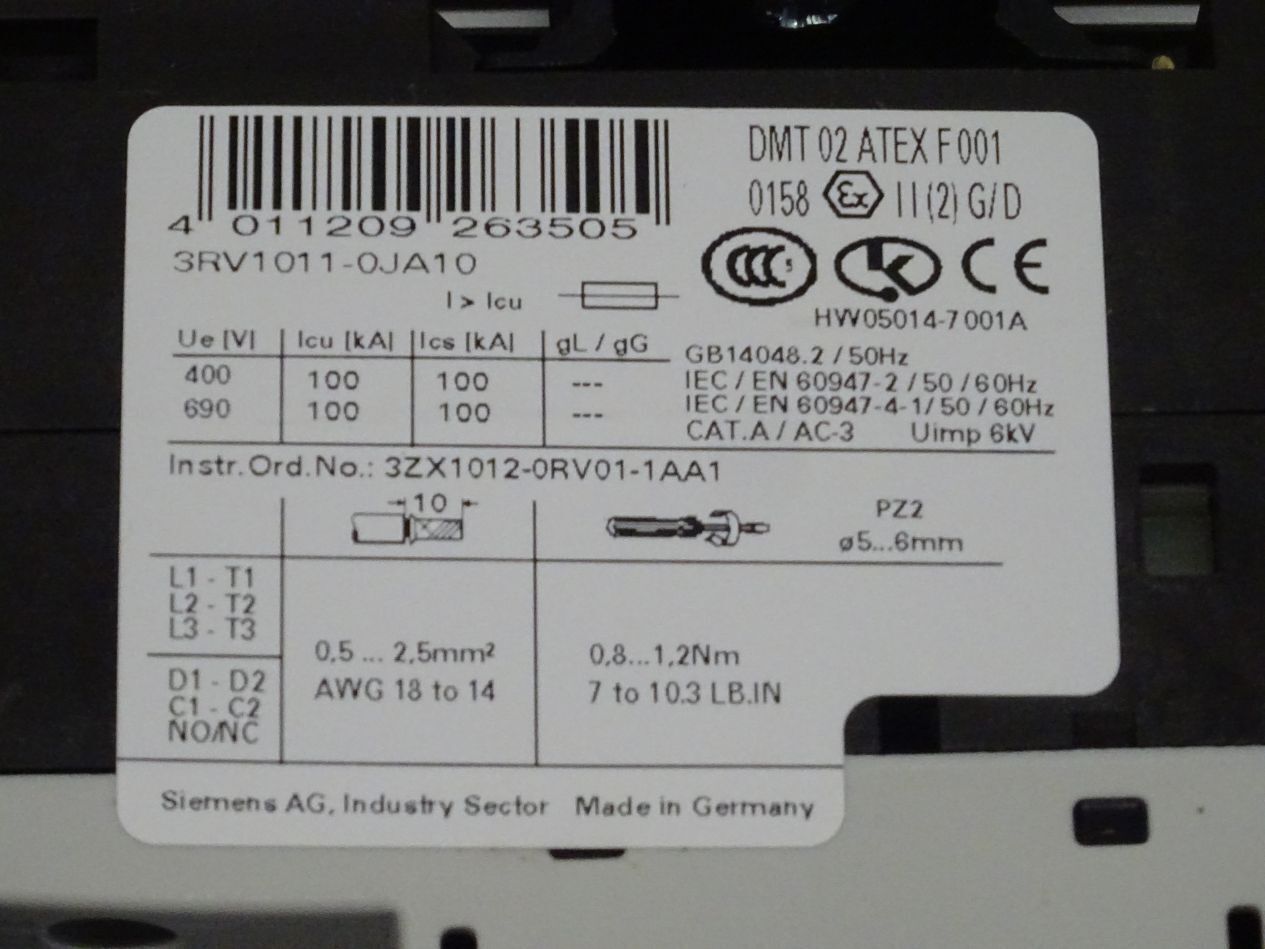 4 011209 263505
DMT 02 ATEX F 001
0158 Ex II (2) G/D
3RV1011-0JA10
I > Icu
CCC S
CE
HW05014-7001A
Ue [V] Icu [kA] Ics [kA] gL / gG
400 100 100 ---
690 100 100 ---
GB14048.2 / 50Hz
IEC / EN 60947-2 / 50 / 60Hz
IEC / EN 60947-4-1 / 50 / 60Hz
CAT.A / AC-3 Uimp 6kV
Instr.Ord.No.: 3ZX1012-0RV01-1AA1
10
PZ2
ø5...6mm
L1 - T1
L2 - T2
L3 - T3
D1 - D2
C1 - C2
NO/NC
0,5 ... 2,5mm²
AWG 18 to 14
0,8...1,2Nm
7 to 10.3 LB.IN
Siemens AG, Industry Sector Made in Germany